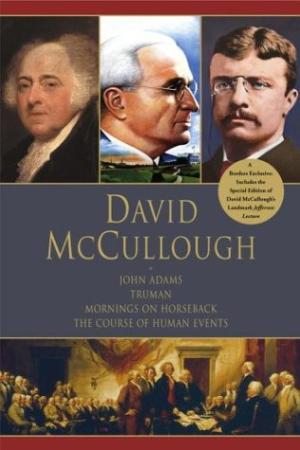 A
Borders Exclusive:
Includes the
Special Edition of
David McCullough's
Landmark Jefferson
Lecture
DAVID
MCCULLOUGH
JOHN ADAMS
TRUMAN
MORNINGS ON HORSEBACK
THE COURSE OF HUMAN EVENTS